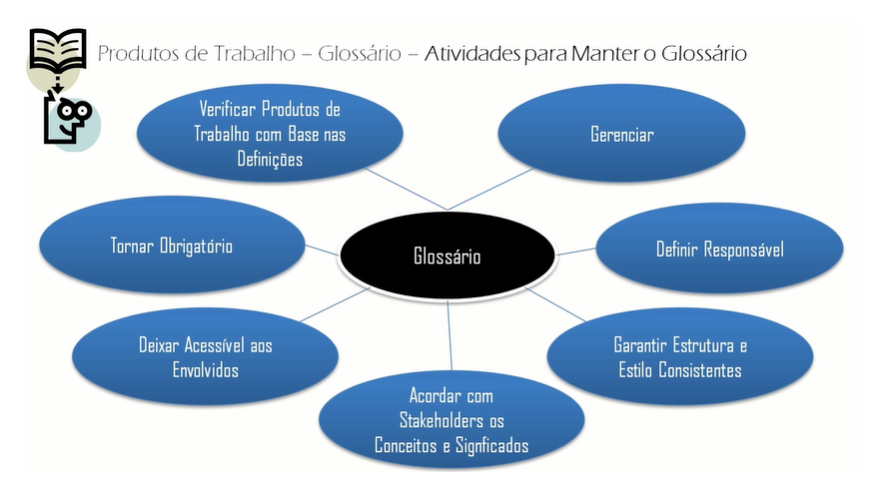 Produtos de Trabalho – Glossário – Atividades para Manter o Glossário
Verificar Produtos de
Trabalho com Base nas
Definições
Gerenciar
Tornar Obrigatório
Glossário
Definir Responsável
Deixar Acessível aos
Envolvidos
Garantir Estrutura e
Estilo Consistentes
Acordar com
Stakeholders os
Conceitos e Signficados